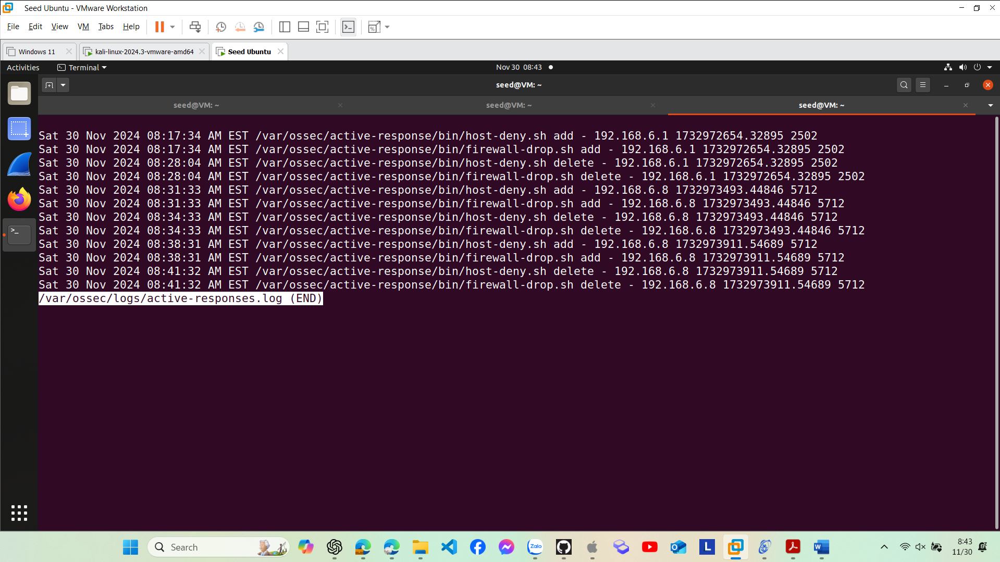 Seed Ubuntu - VMware Workstation
File Edit View VM Tabs Help
Windows 11 kali-linux-2024.3-vmware-amd64 Seed Ubuntu
Activities Terminal Nov 30 08:43
seed@VM: ~
seed@VM: ~ seed@VM: ~ seed@VM: ~
Sat 30 Nov 2024 08:17:34 AM EST /var/ossec/active-response/bin/host-deny.sh add - 192.168.6.1 1732972654.32895 2502
Sat 30 Nov 2024 08:17:34 AM EST /var/ossec/active-response/bin/firewall-drop.sh add - 192.168.6.1 1732972654.32895 2502
Sat 30 Nov 2024 08:28:04 AM EST /var/ossec/active-response/bin/host-deny.sh delete - 192.168.6.1 1732972654.32895 2502
Sat 30 Nov 2024 08:28:04 AM EST /var/ossec/active-response/bin/firewall-drop.sh delete - 192.168.6.1 1732972654.32895 2502
Sat 30 Nov 2024 08:31:33 AM EST /var/ossec/active-response/bin/host-deny.sh add - 192.168.6.8 1732973493.44846 5712
Sat 30 Nov 2024 08:31:33 AM EST /var/ossec/active-response/bin/firewall-drop.sh add - 192.168.6.8 1732973493.44846 5712
Sat 30 Nov 2024 08:34:33 AM EST /var/ossec/active-response/bin/host-deny.sh delete - 192.168.6.8 1732973493.44846 5712
Sat 30 Nov 2024 08:34:33 AM EST /var/ossec/active-response/bin/firewall-drop.sh delete - 192.168.6.8 1732973493.44846 5712
Sat 30 Nov 2024 08:38:31 AM EST /var/ossec/active-response/bin/host-deny.sh add - 192.168.6.8 1732973911.54689 5712
Sat 30 Nov 2024 08:38:31 AM EST /var/ossec/active-response/bin/firewall-drop.sh add - 192.168.6.8 1732973911.54689 5712
Sat 30 Nov 2024 08:41:32 AM EST /var/ossec/active-response/bin/host-deny.sh delete - 192.168.6.8 1732973911.54689 5712
Sat 30 Nov 2024 08:41:32 AM EST /var/ossec/active-response/bin/firewall-drop.sh delete - 192.168.6.8 1732973911.54689 5712
/var/ossec/logs/active-responses.log (END)
Search Zalo L W 8:43
11/30